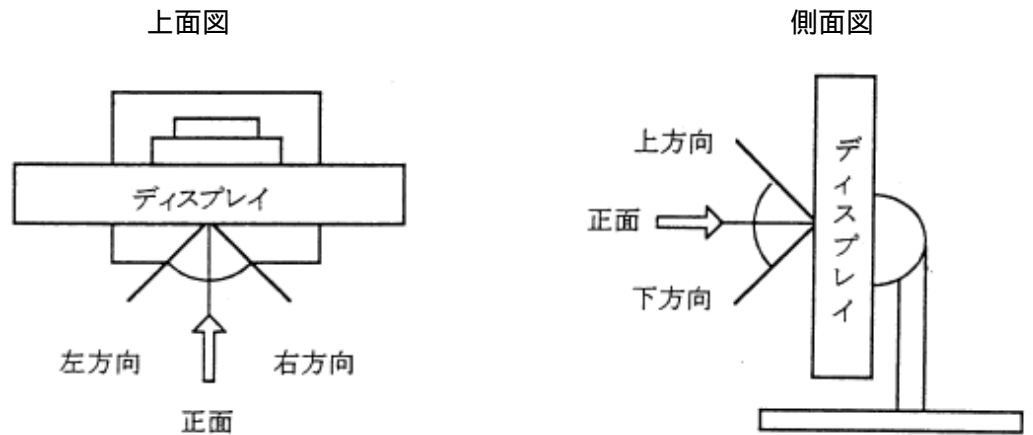 上面図
ディスプレイ
左方向
右方向
正面
側面図
上方向
正面
下方向
ディスプレイ